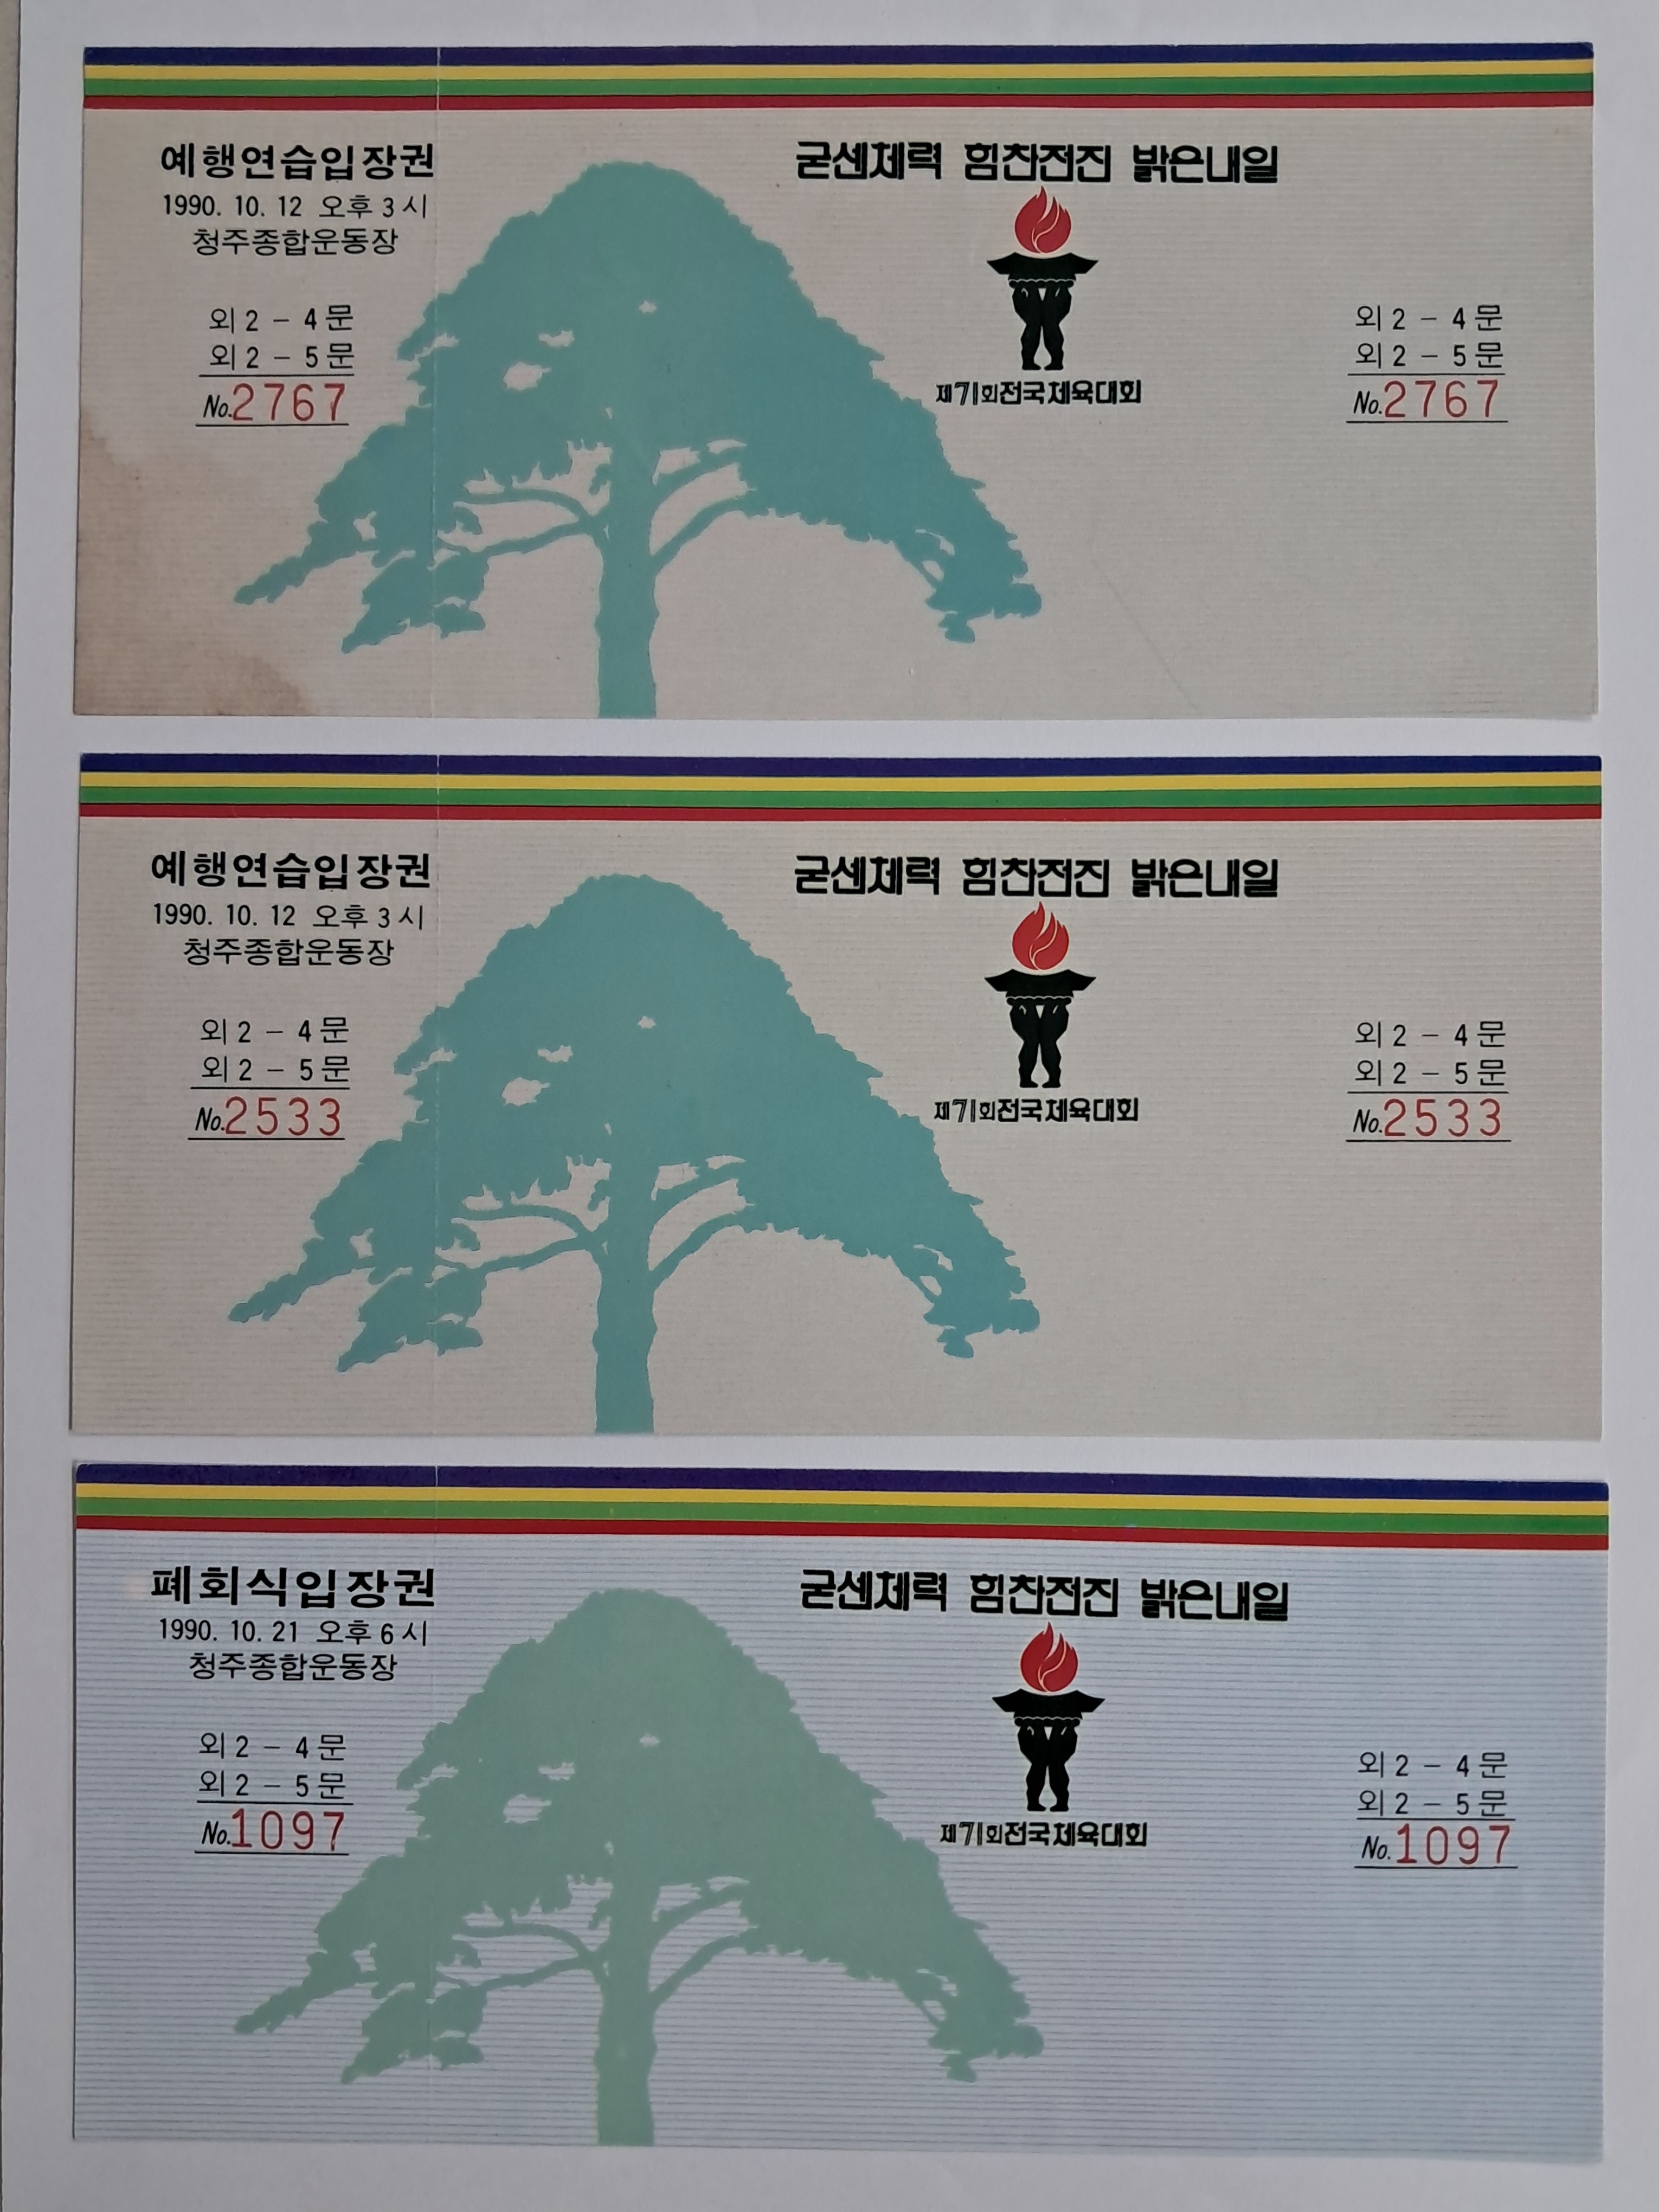 예행연습입장권
1990. 10. 12 오후 3시
청주종합운동장
외 2 - 4 문
외 2 - 5 문
No.2767
굳센체력 힘찬전진 밝은내일
제71회전국체육대회
외 2 - 4 문
외 2 - 5 문
No.2767
예행연습입장권
1990. 10. 12 오후 3시
청주종합운동장
외 2 - 4 문
외 2 - 5 문
No.2533
굳센체력 힘찬전진 밝은내일
제71회전국체육대회
외 2 - 4 문
외 2 - 5 문
No.2533
폐회식입장권
1990. 10. 21 오후 6시
청주종합운동장
외 2 - 4 문
외 2 - 5 문
No.1097
굳센체력 힘찬전진 밝은내일
제71회전국체육대회
외 2 - 4 문
외 2 - 5 문
No.1097